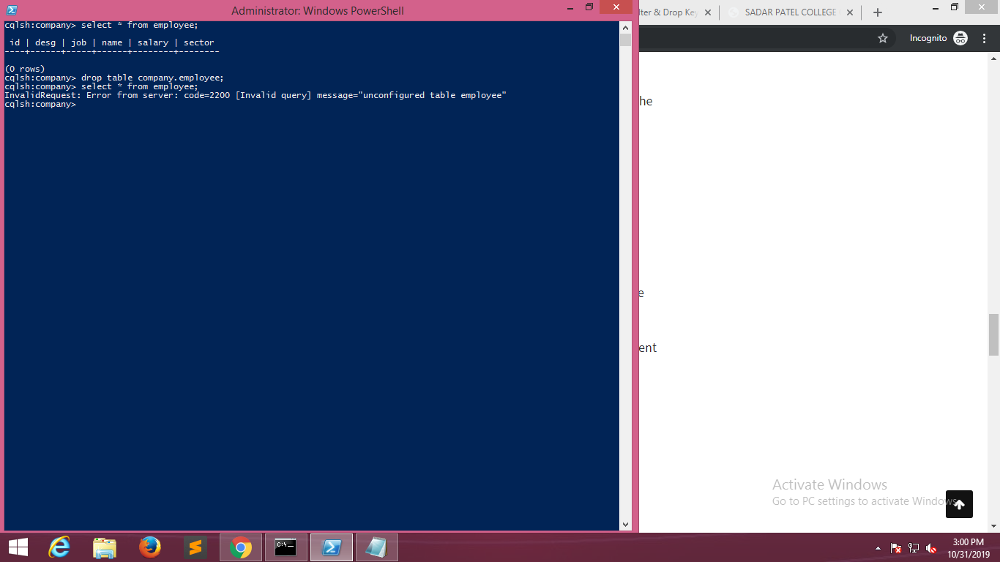 Administrator: Windows PowerShell
cqlsh:company> select * from employee;
id | desg | job | name | salary | sector
----+------+-----+------+--------+--------
(0 rows)
cqlsh:company> drop table company.employee;
cqlsh:company> select * from employee;
InvalidRequest: Error from server: code=2200 [Invalid query] message="unconfigured table employee"
cqlsh:company>
lter & Drop Key
SADAR PATEL COLLEGE
Incognito
he
e
ent
Activate Windows
Go to PC settings to activate Windows.
C:\_
3:00 PM
10/31/2019